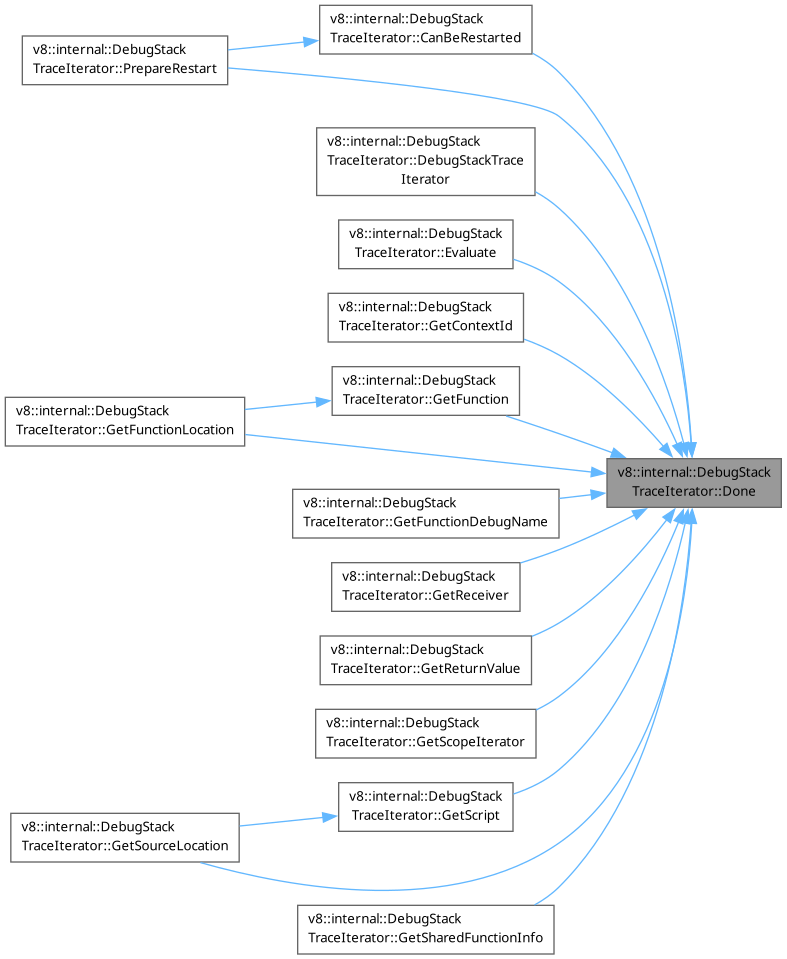 v8::internal::DebugStack
TraceIterator::CanBeRestarted
v8::internal::DebugStack
TraceIterator::PrepareRestart
v8::internal::DebugStack
TraceIterator::DebugStackTrace
Iterator
v8::internal::DebugStack
TraceIterator::Evaluate
v8::internal::DebugStack
TraceIterator::GetContextId
v8::internal::DebugStack
TraceIterator::GetFunction
v8::internal::DebugStack
TraceIterator::GetFunctionLocation
v8::internal::DebugStack
TraceIterator::Done
v8::internal::DebugStack
TraceIterator::GetFunctionDebugName
v8::internal::DebugStack
TraceIterator::GetReceiver
v8::internal::DebugStack
TraceIterator::GetReturnValue
v8::internal::DebugStack
TraceIterator::GetScopeIterator
v8::internal::DebugStack
TraceIterator::GetScript
v8::internal::DebugStack
TraceIterator::GetSourceLocation
v8::internal::DebugStack
TraceIterator::GetSharedFunctionInfo